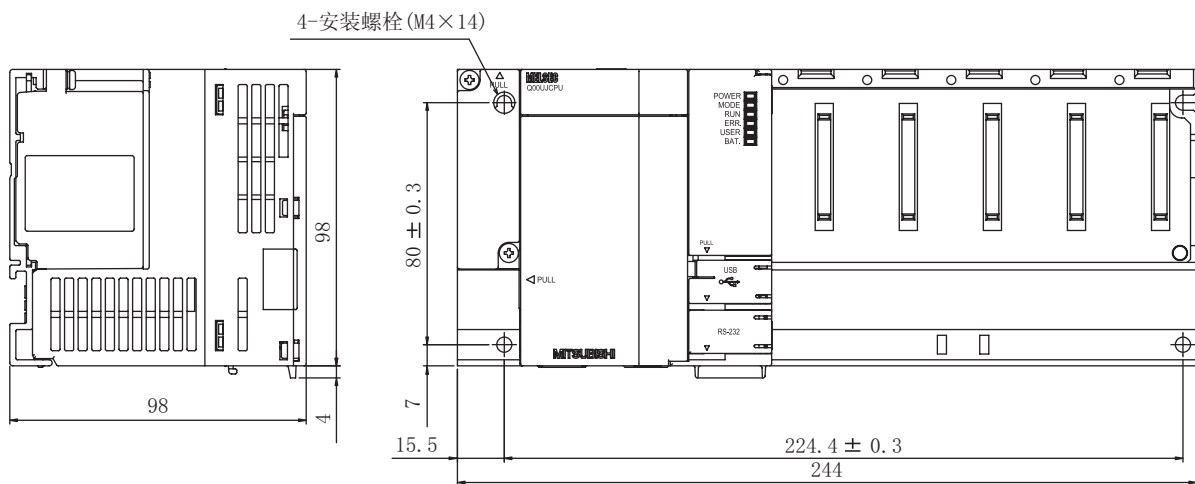 4-安装螺栓(M4×14)
PULL
MELSEC
Q00UJCPU
POWER
MODE
RUN
ERR.
USER
BAT.
80±0.3
98
PULL
PULL
USB
RS-232
MITSUBISHI
98
4
7
15.5
224.4±0.3
244